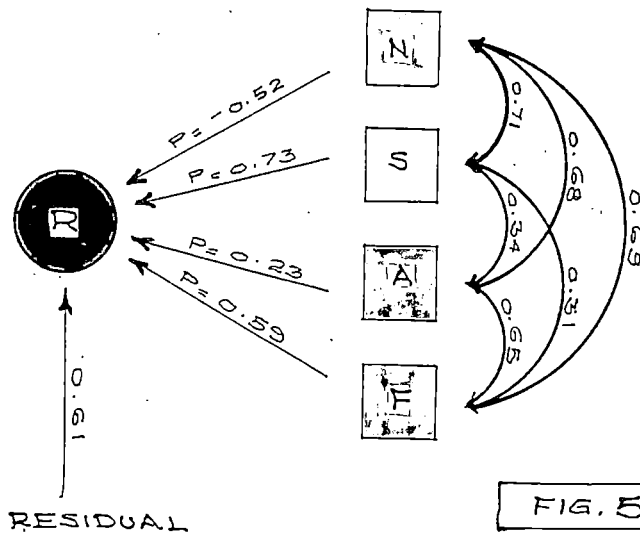 N
P= -0.52
0.71
P= 0.73
S
0.68
0.69
R
0.34
P= 0.23
A
0.31
P= 0.59
0.65
0.61
RESIDUAL
FIG. 5